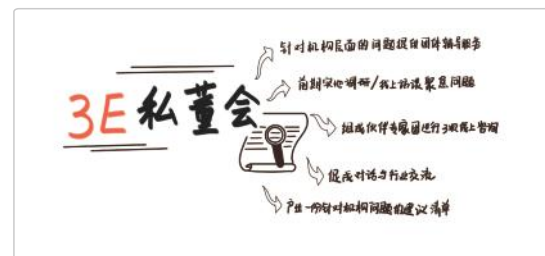 3E私董会
针对机构层面的问题提供团体辅导服务
前期实地调研/线上访谈聚焦问题
组成伙伴专家团进行3次线上咨询
促成对话与行业交流
产出一份针对机构问题的建议清单